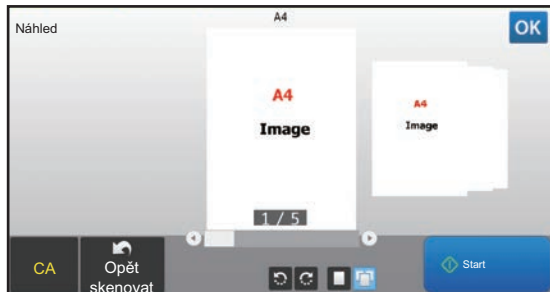 A4
Náhled
OK
A4
Image
A4
Image
1 / 5
CA
Opět
skenovat
Start